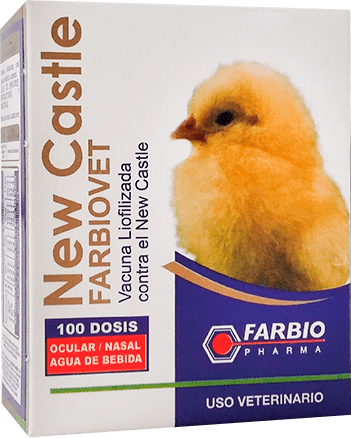 New Castle
FARBIOVET
Vacuna Liofilizada
contra el New Castle
100 DOSIS
OCULAR / NASAL
AGUA DE BEBIDA
FARBIO
PHARMA
USO VETERINARIO